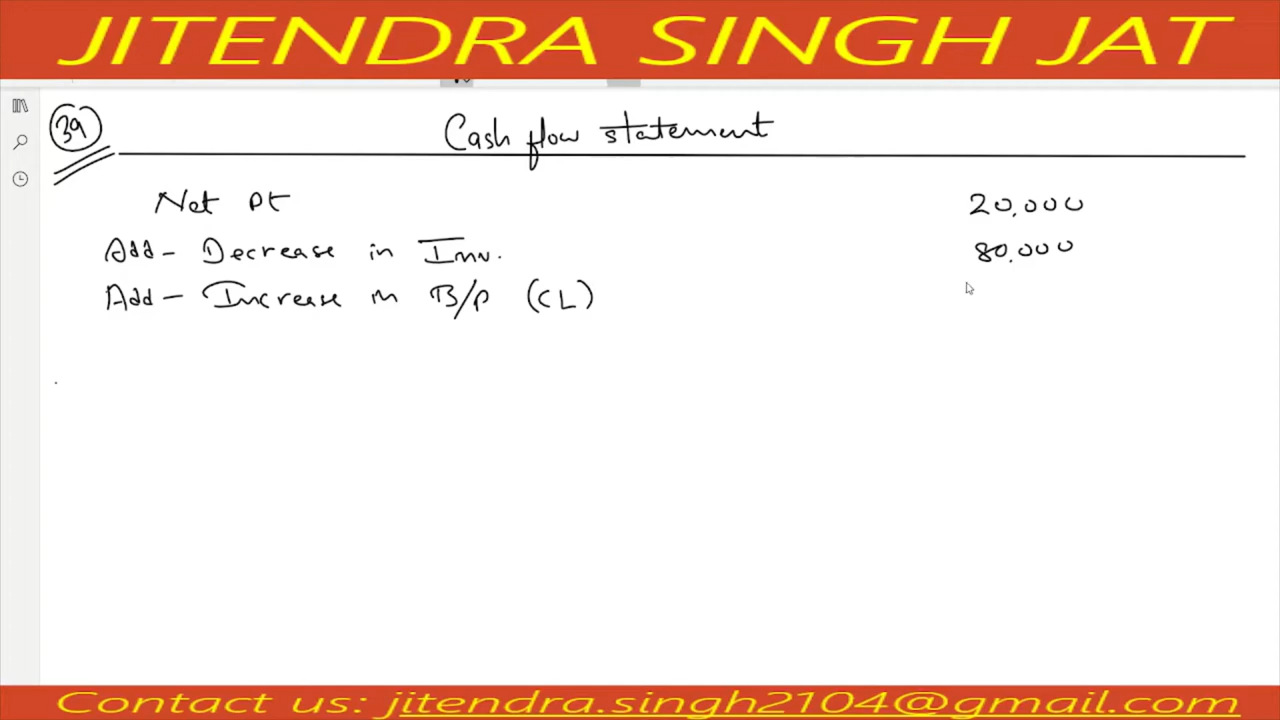 JITENDRA SINGH JAT
39 Cash flow statement
Net Pt 20,000
Add- Decrease in Inv. 80,000
Add- Increase in B/P (CL)
Contact us: jitendra.singh2104@gmail.com